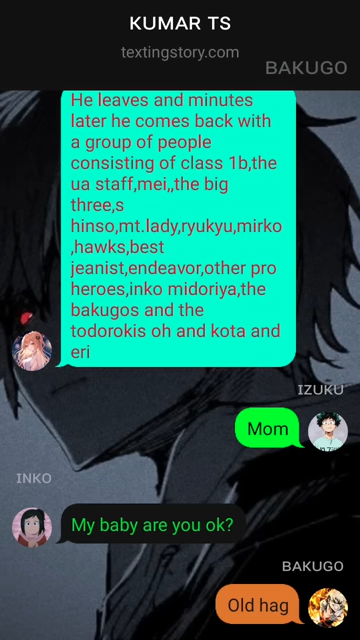 KUMAR TS
textingstory.com
BAKUGO
He leaves and minutes
later he comes back with
a group of people
consisting of class 1b,the
ua staff,mei,,the big
three,s
hinso,mt.lady,ryukyu,mirko
,hawks,best
jeanist,endeavor,other pro
heroes,inko midoriya,the
bakugos and the
todorokis oh and kota and
eri
IZUKU
Mom
INKO
My baby are you ok?
BAKUGO
Old hag